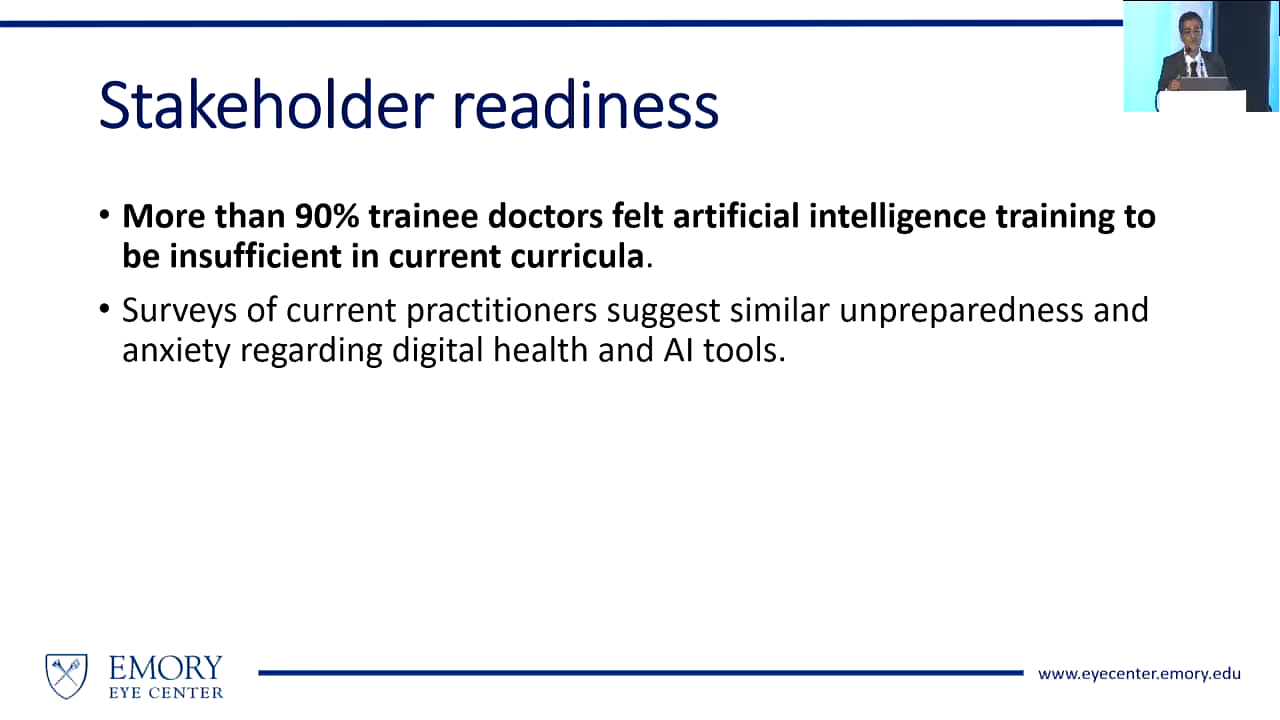 Stakeholder readiness
• More than 90% trainee doctors felt artificial intelligence training to
be insufficient in current curricula.
• Surveys of current practitioners suggest similar unpreparedness and
anxiety regarding digital health and AI tools.
EMORY
EYE CENTER
www.eyecenter.emory.edu